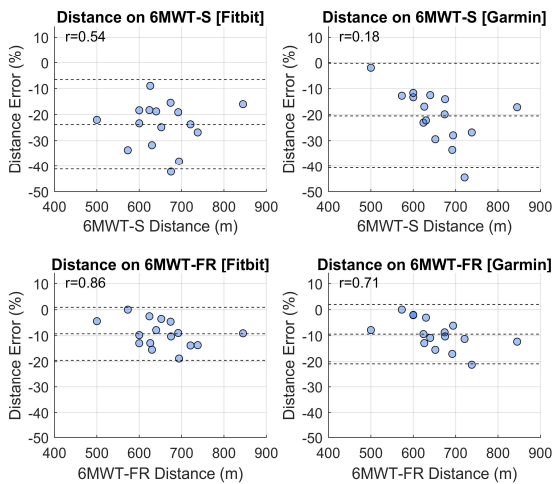 Distance on 6MWT-S [Fitbit]
r=0.54
10
0
-10
-20
-30
-40
-50
Distance Error (%)
400 500 600 700 800 900
6MWT-S Distance (m)
Distance on 6MWT-S [Garmin]
r=0.18
10
0
-10
-20
-30
-40
-50
Distance Error (%)
400 500 600 700 800 900
6MWT-S Distance (m)
Distance on 6MWT-FR [Fitbit]
r=0.86
10
0
-10
-20
-30
-40
-50
Distance Error (%)
400 500 600 700 800 900
6MWT-FR Distance (m)
Distance on 6MWT-FR [Garmin]
r=0.71
10
0
-10
-20
-30
-40
-50
Distance Error (%)
400 500 600 700 800 900
6MWT-FR Distance (m)